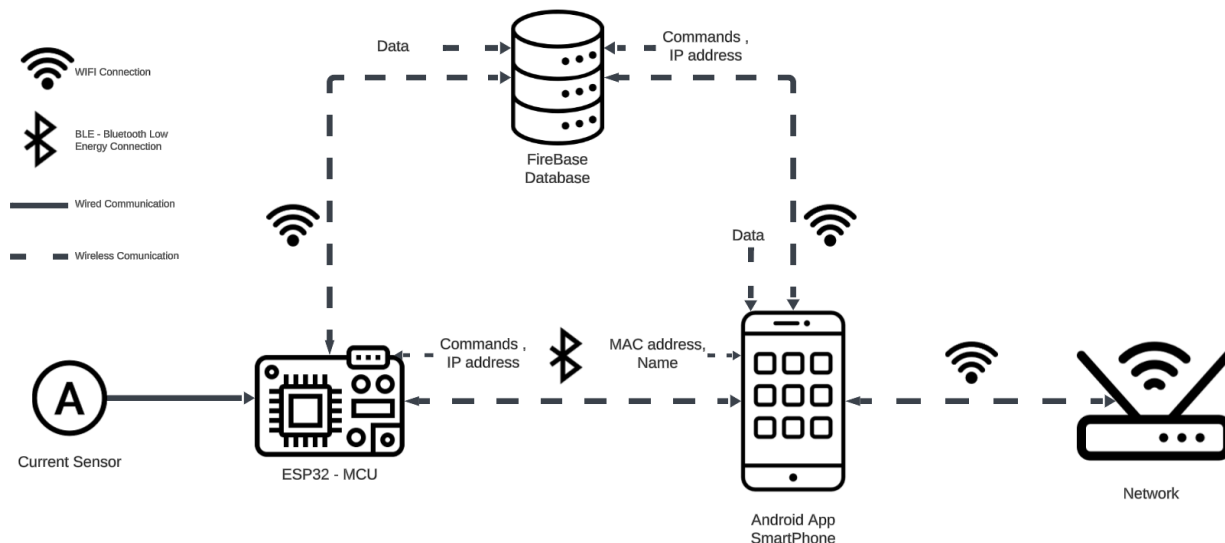 WIFI Connection
BLE - Bluetooth Low
Energy Connection
Wired Communication
Wireless Comunication
Data
Commands ,
IP address
FireBase
Database
Data
Commands ,
IP address
MAC address,
Name
A
Current Sensor
ESP32 - MCU
Android App
SmartPhone
Network